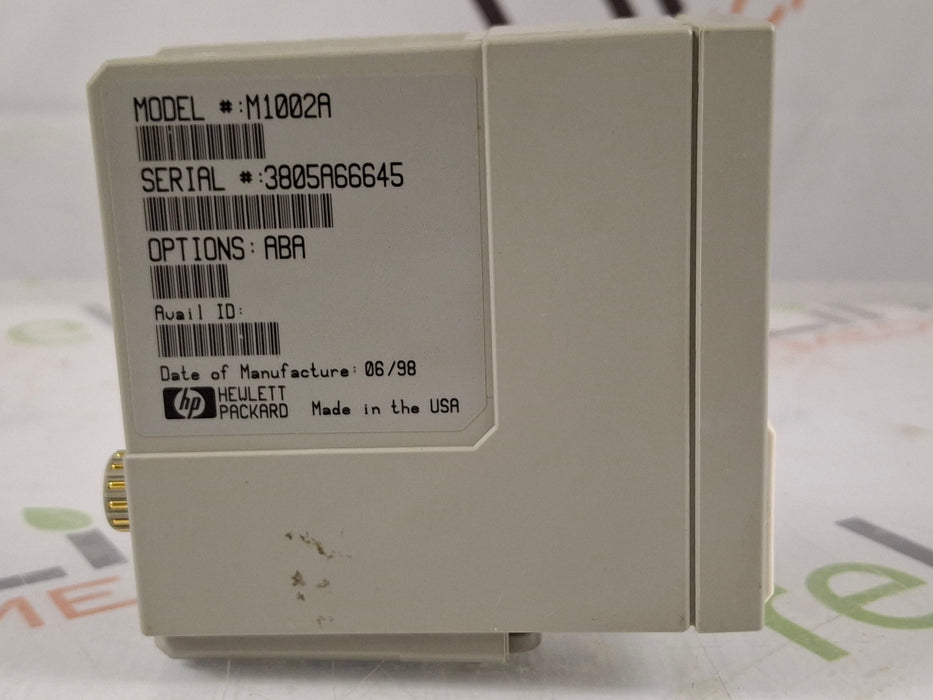 MODEL #:M1002A
SERIAL #:3805A66645
OPTIONS: ABA
Avail ID:
Date of Manufacture: 06/98
hp HEWLETT
PACKARD Made in the USA